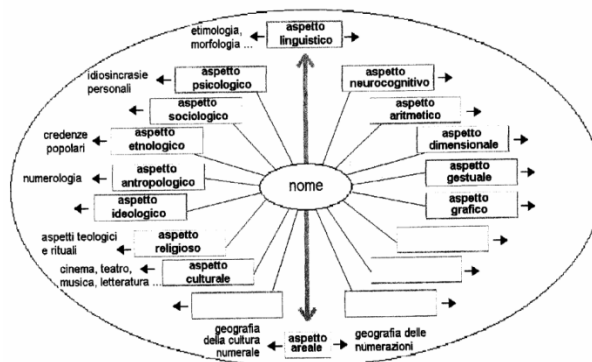 etimologia,
morfologia ...
aspetto
linguistico
idiosincrasie
personali
aspetto
psicologico
aspetto
neurocognitivo
aspetto
sociologico
aspetto
aritmetico
credenze
popolari
aspetto
etnologico
aspetto
dimensionale
numerologia
aspetto
antropologico
nome
aspetto
gestuale
aspetto
ideologico
aspetto
grafico
aspetti teologici
e rituali
aspetto
religioso
cinema, teatro,
musica, letteratura ...
aspetto
culturale
geografia
della cultura
numerale
aspetto
areale
geografia delle
numerazioni